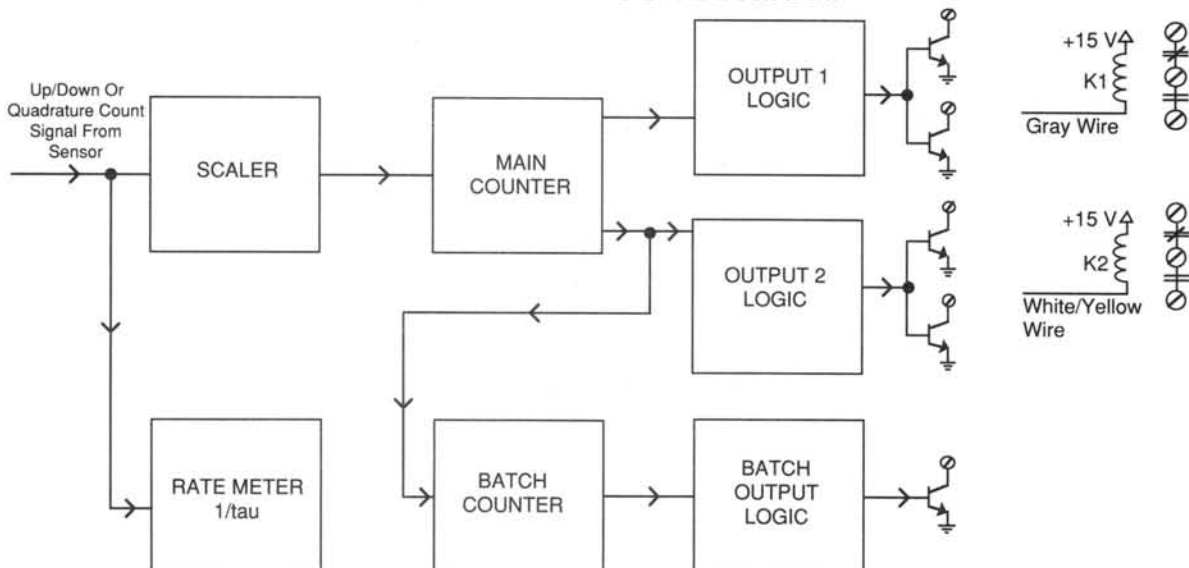 Up/Down Or
Quadrature Count
Signal From
Sensor
SCALER
MAIN
COUNTER
OUTPUT 1
LOGIC
+15 V
K1
Gray Wire
OUTPUT 2
LOGIC
+15 V
K2
White/Yellow
Wire
RATE METER
1/tau
BATCH
COUNTER
BATCH
OUTPUT
LOGIC